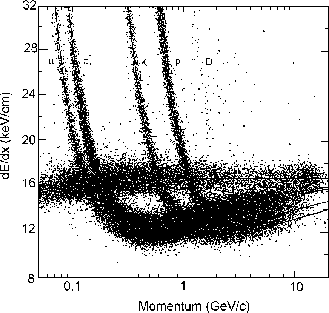 32
28
24
20
16
12
8
dE/dx (keV/cm)
μ π K p D
0.1 1 10
Momentum (GeV/c)